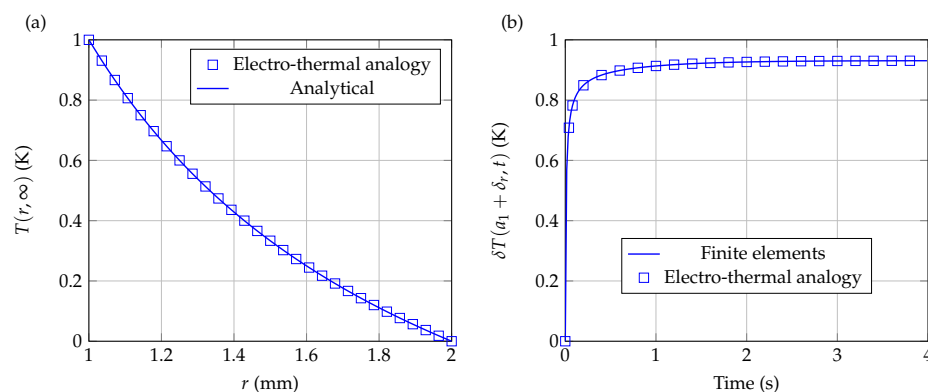 (a)
1
0.8
0.6
0.4
0.2
0
T(r, ∞) (K)
Electro-thermal analogy
Analytical
1
1.2
1.4
1.6
1.8
2
r (mm)
(b)
1
0.8
0.6
0.4
0.2
0
δT(a₁ + δᵣ, t) (K)
Finite elements
Electro-thermal analogy
0
1
2
3
4
Time (s)